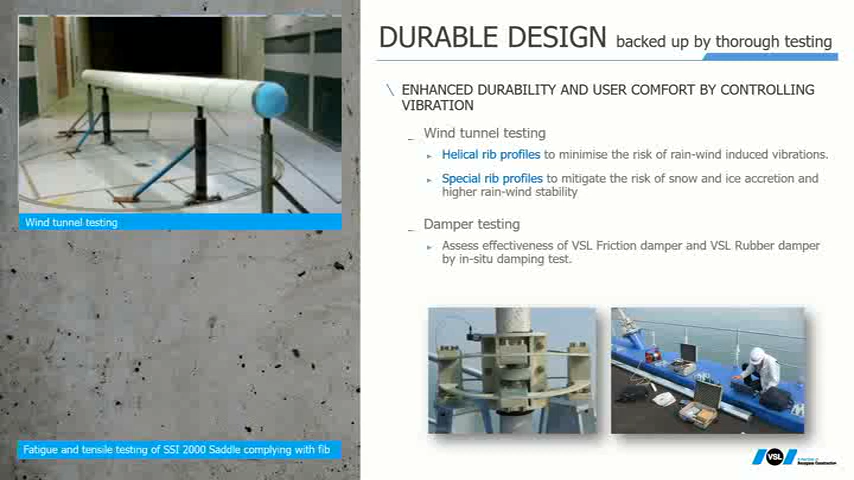 DURABLE DESIGN backed up by thorough testing
ENHANCED DURABILITY AND USER COMFORT BY CONTROLLING
VIBRATION
Wind tunnel testing
Helical rib profiles to minimise the risk of rain-wind induced vibrations.
Special rib profiles to mitigate the risk of snow and ice accretion and
higher rain-wind stability
Damper testing
Assess effectiveness of VSL Friction damper and VSL Rubber damper
by in-situ damping test.
Wind tunnel testing
Fatigue and tensile testing of SSI 2000 Saddle complying with fib
VSL